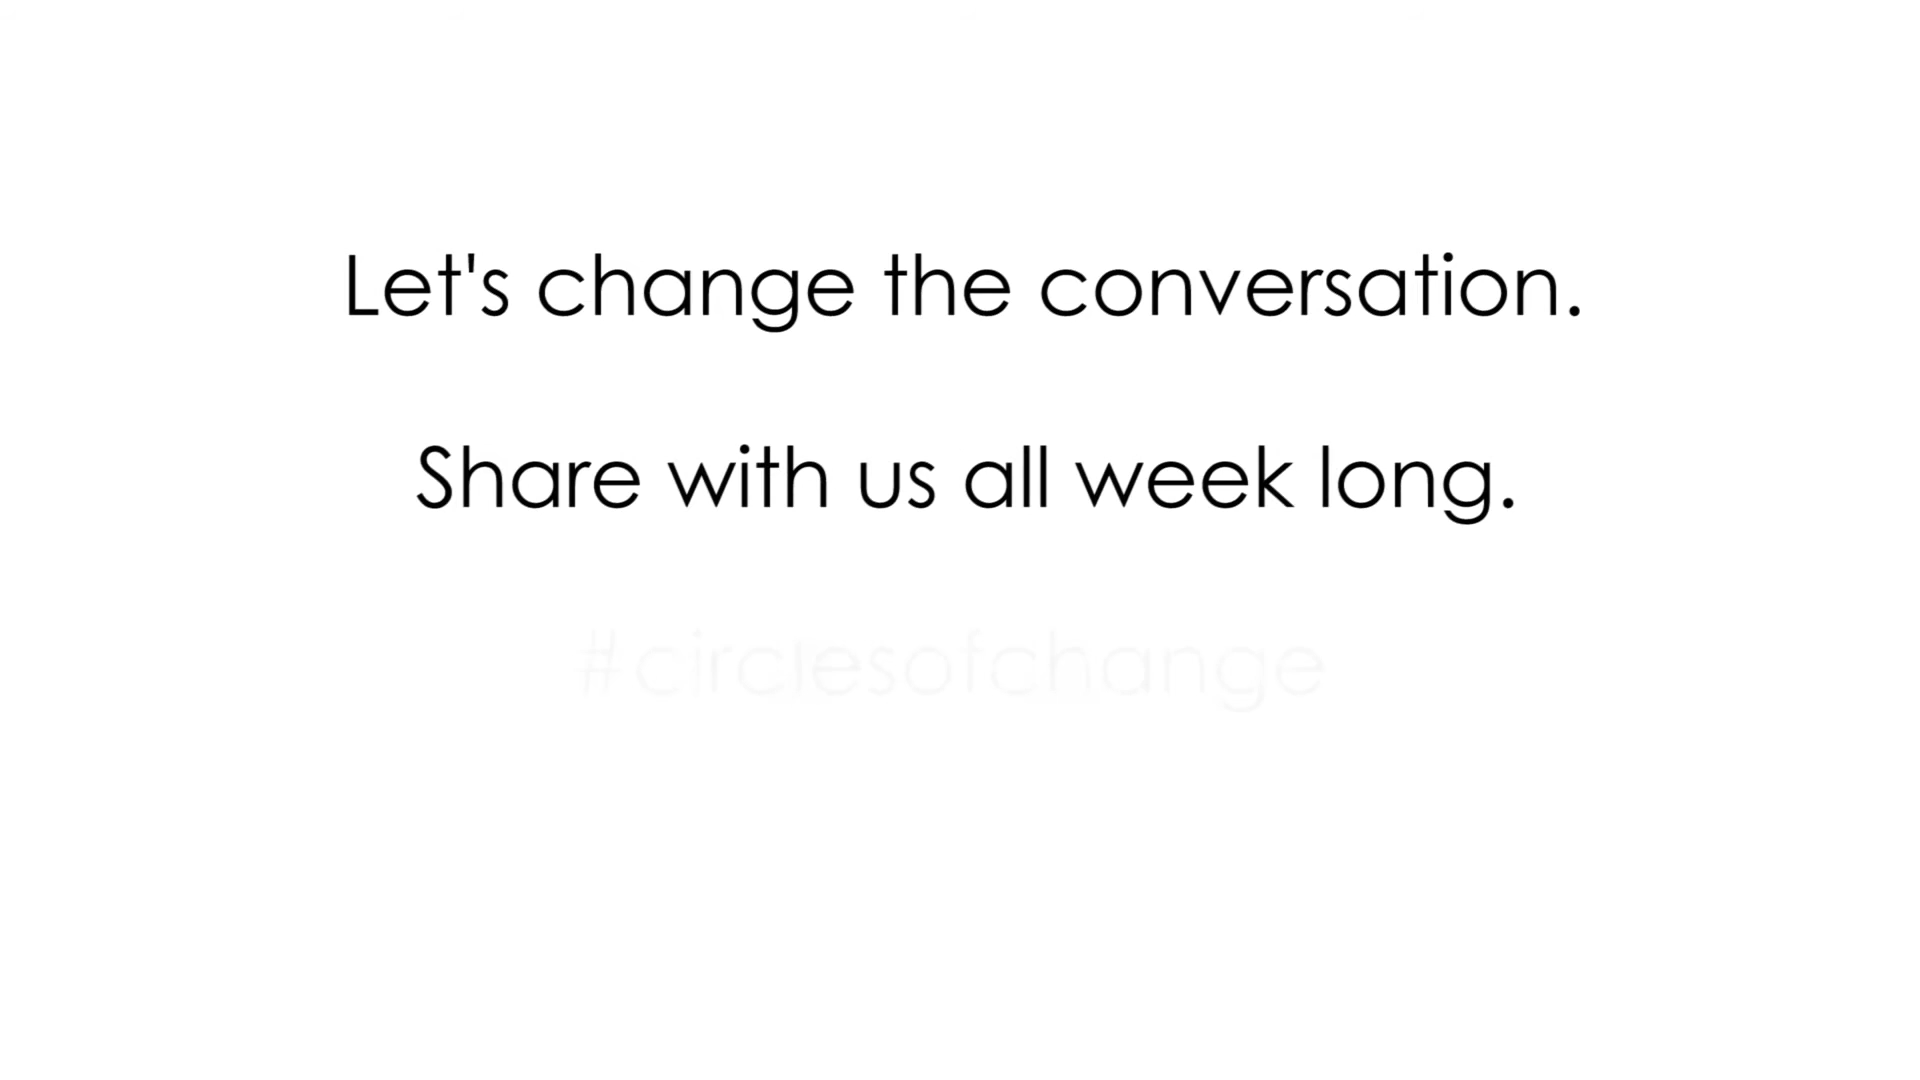 Let's change the conversation.
Share with us all week long.
#circlesofchange